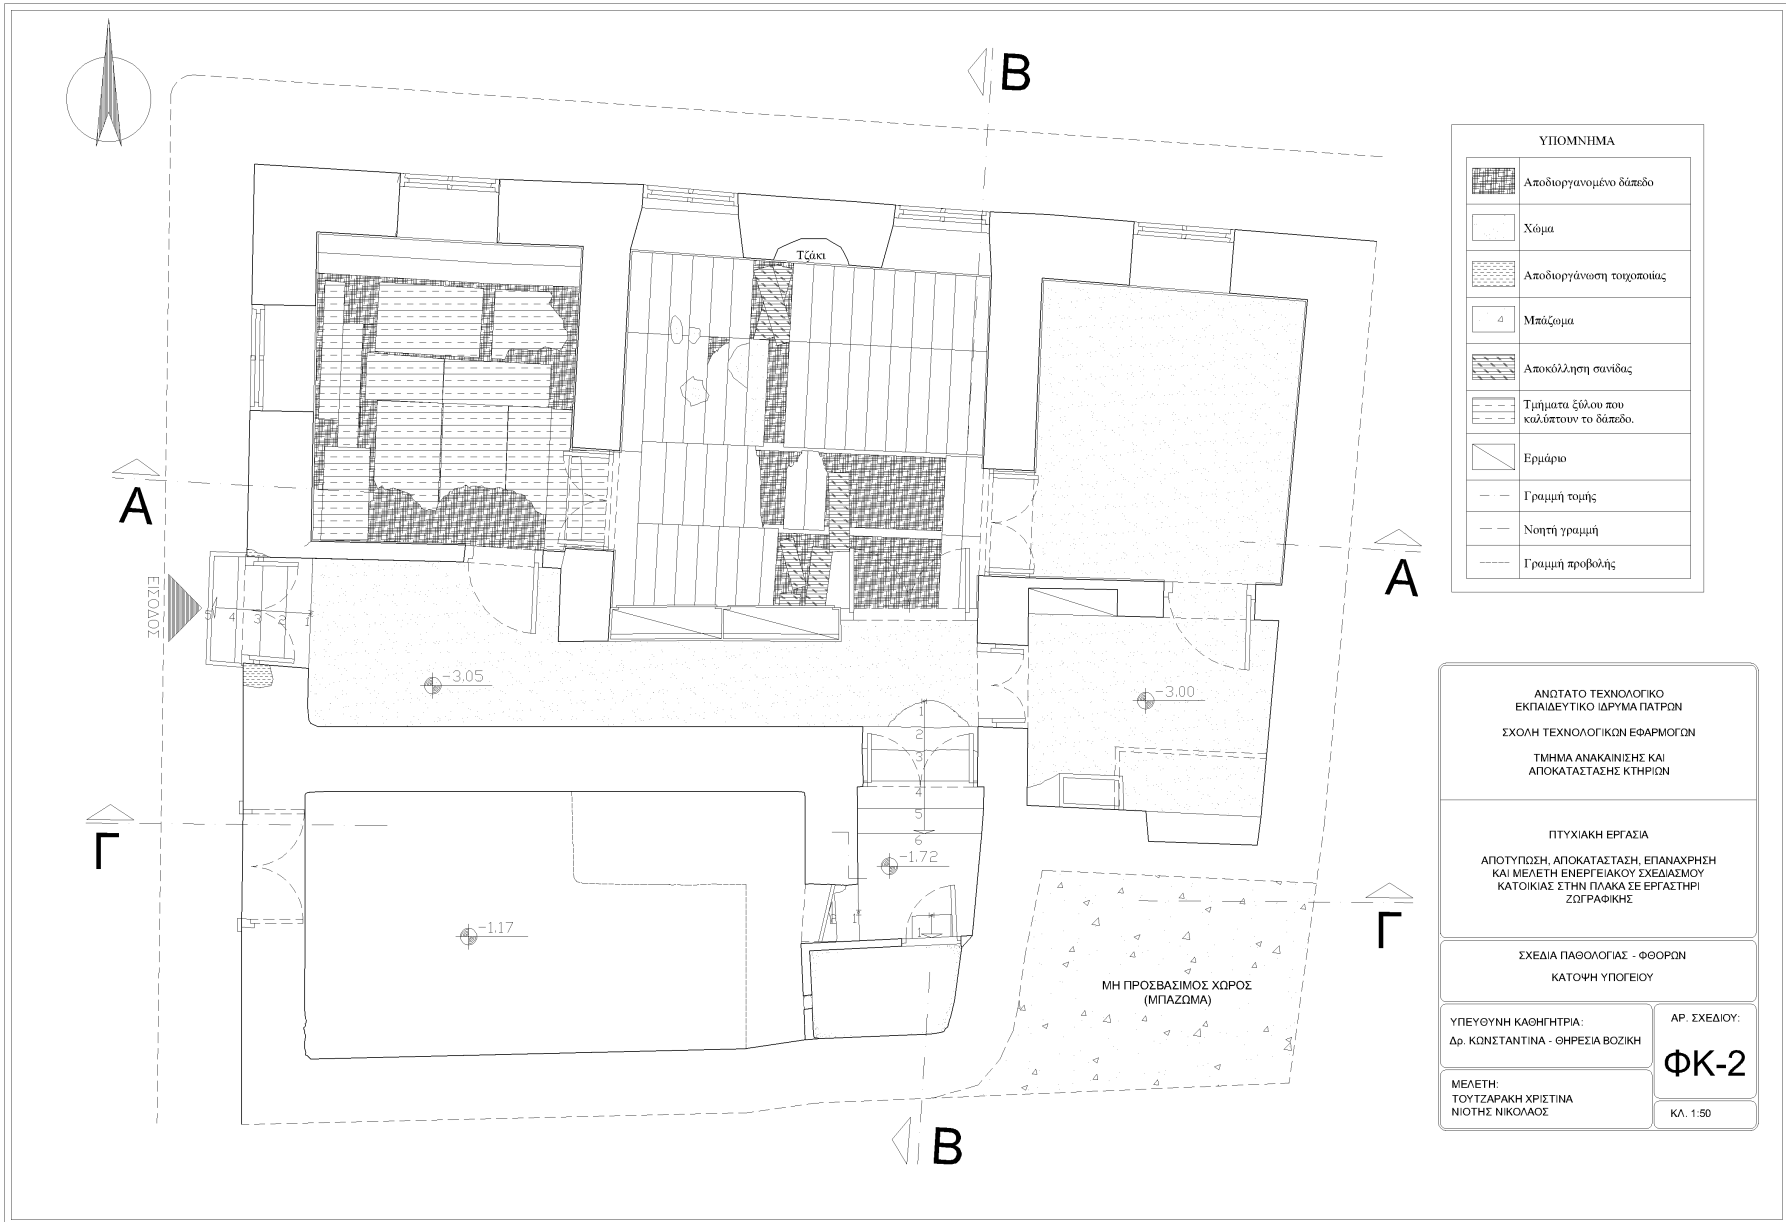 B
ΥΠΟΜΝΗΜΑ
Αποδιοργανομένο δάπεδο
Χώμα
Αποδιοργάνωση τοιχοποιίας
Μπάζωμα
Αποκόλληση σανίδας
Τμήματα ξύλου που
καλύπτουν το δάπεδο.
Ερμάριο
Γραμμή τομής
Νοητή γραμμή
Γραμμή προβολής
Τζάκι
A
A
ΕΙΣΟΔΟΣ
5 4 3 2 1
-3.05
-3.00
1
2
3
4
5
6
-1.72
Γ
2 1
1
-1.17
Γ
ΜΗ ΠΡΟΣΒΑΣΙΜΟΣ ΧΩΡΟΣ
(ΜΠΑΖΩΜΑ)
B
ΑΝΩΤΑΤΟ ΤΕΧΝΟΛΟΓΙΚΟ
ΕΚΠΑΙΔΕΥΤΙΚΟ ΙΔΡΥΜΑ ΠΑΤΡΩΝ
ΣΧΟΛΗ ΤΕΧΝΟΛΟΓΙΚΩΝ ΕΦΑΡΜΟΓΩΝ
ΤΜΗΜΑ ΑΝΑΚΑΙΝΙΣΗΣ ΚΑΙ
ΑΠΟΚΑΤΑΣΤΑΣΗΣ ΚΤΗΡΙΩΝ
ΠΤΥΧΙΑΚΗ ΕΡΓΑΣΙΑ
ΑΠΟΤΥΠΩΣΗ, ΑΠΟΚΑΤΑΣΤΑΣΗ, ΕΠΑΝΑΧΡΗΣΗ
ΚΑΙ ΜΕΛΕΤΗ ΕΝΕΡΓΕΙΑΚΟΥ ΣΧΕΔΙΑΣΜΟΥ
ΚΑΤΟΙΚΙΑΣ ΣΤΗΝ ΠΛΑΚΑ ΣΕ ΕΡΓΑΣΤΗΡΙ
ΖΩΓΡΑΦΙΚΗΣ
ΣΧΕΔΙΑ ΠΑΘΟΛΟΓΙΑΣ - ΦΘΟΡΩΝ
ΚΑΤΟΨΗ ΥΠΟΓΕΙΟΥ
ΥΠΕΥΘΥΝΗ ΚΑΘΗΓΗΤΡΙΑ:
Δρ. ΚΩΝΣΤΑΝΤΙΝΑ - ΘΗΡΕΣΙΑ ΒΟΖΙΚΗ
ΑΡ. ΣΧΕΔΙΟΥ:
ΦΚ-2
ΜΕΛΕΤΗ:
ΤΟΥΤΖΑΡΑΚΗ ΧΡΙΣΤΙΝΑ
ΝΙΟΤΗΣ ΝΙΚΟΛΑΟΣ
ΚΛ. 1:50